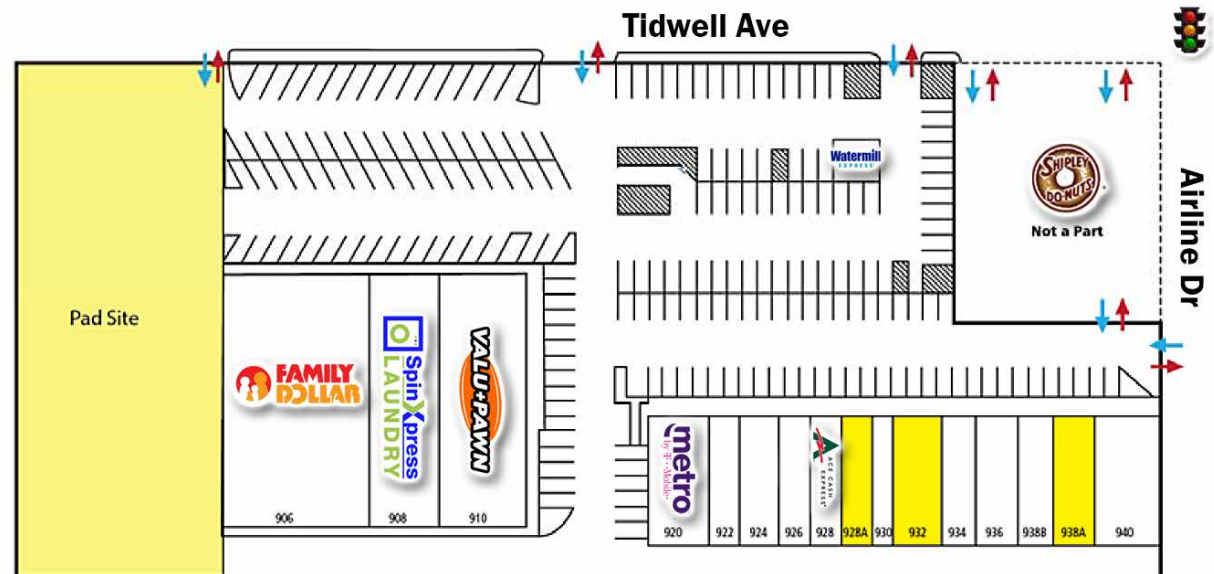 Tidwell Ave
Watermill
EXPRESS
SHIPLEY
DO-NUTS
Not a Part
Airline Dr
Pad Site
FAMILY
DOLLAR
SpinXpress
LAUNDRY
VALU+PAWN
metro
by T-Mobile
ACE CASH
EXPRESS
906
908
910
920
922
924
926
928
928A
930
932
934
936
938B
938A
940